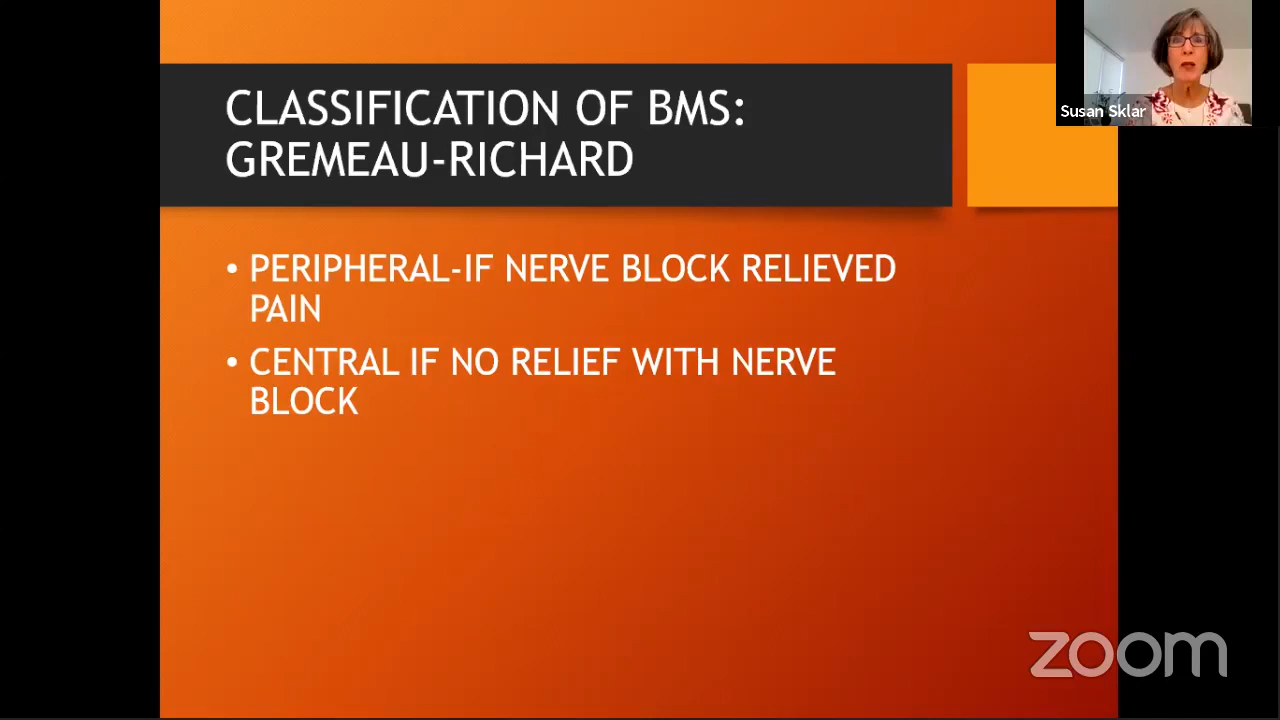 CLASSIFICATION OF BMS:
GREMEAU-RICHARD
• PERIPHERAL-IF NERVE BLOCK RELIEVED
PAIN
• CENTRAL IF NO RELIEF WITH NERVE
BLOCK
Susan Sklar
zoom